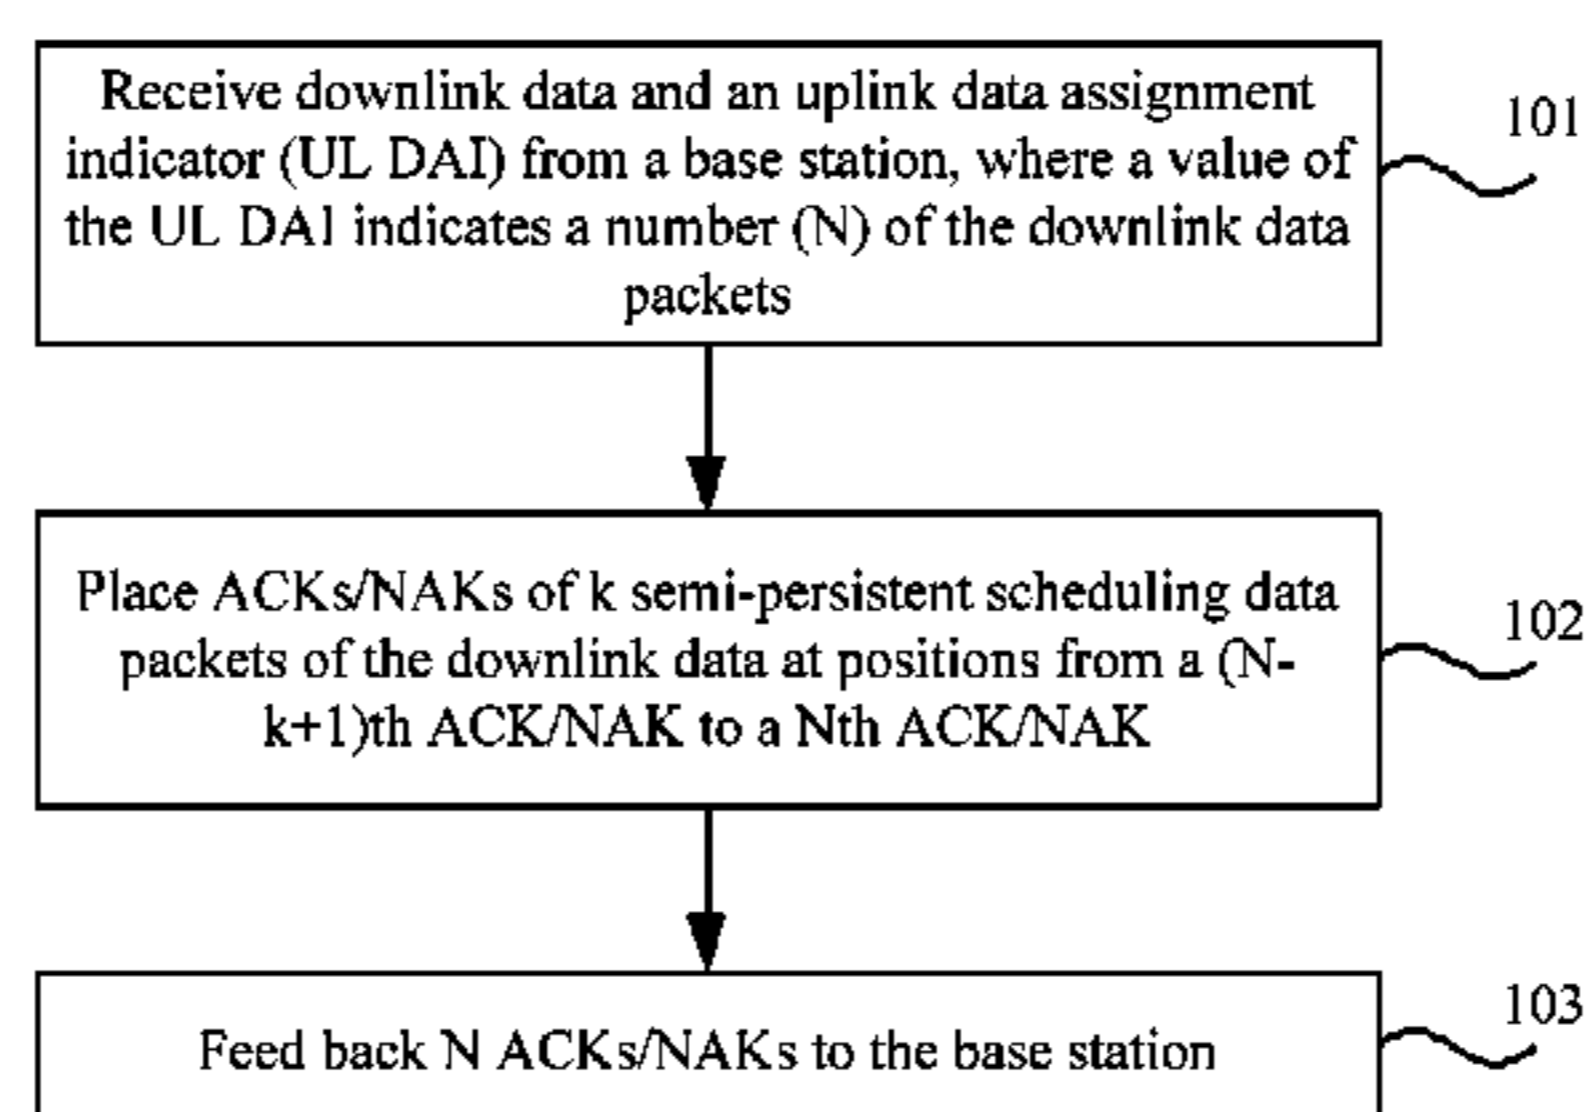 Receive downlink data and an uplink data assignment
indicator (UL DAI) from a base station, where a value of
the UL DAI indicates a number (N) of the downlink data
packets
101
Place ACKs/NAKs of k semi-persistent scheduling data
packets of the downlink data at positions from a (N-
k+1)th ACK/NAK to a Nth ACK/NAK
102
Feed back N ACKs/NAKs to the base station
103